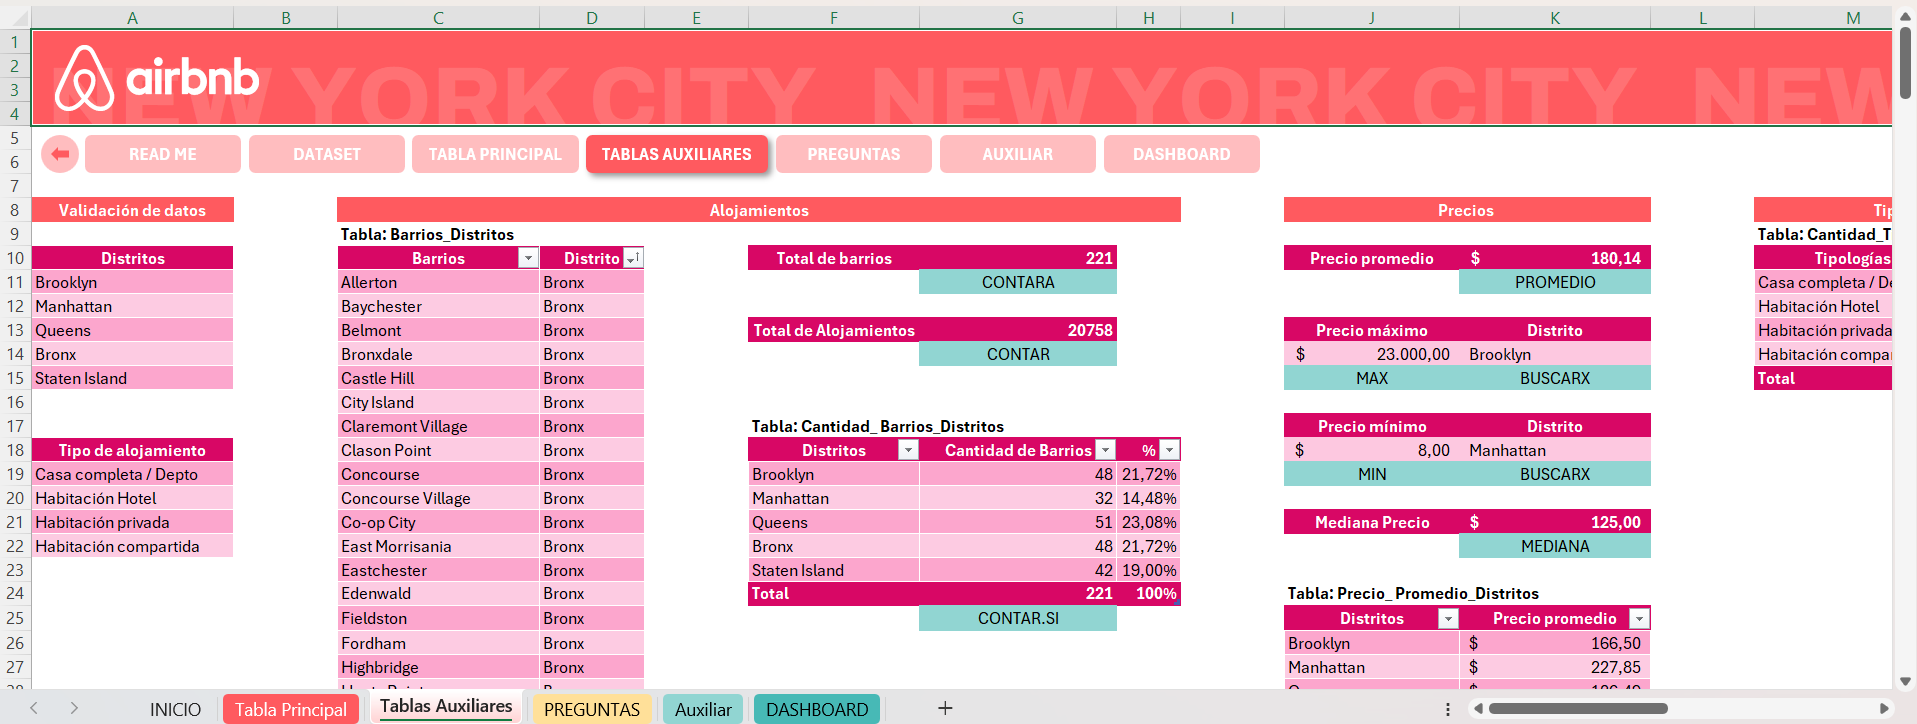 A B C D E F G H I J K L M
1
2
3
4
airbnb
NEW YORK CITY NEW YORK CITY NEW
5
6
7
READ ME DATASET TABLA PRINCIPAL TABLAS AUXILIARES PREGUNTAS AUXILIAR DASHBOARD
8 Validación de datos Alojamientos Precios Tip
9 Tabla: Barrios_Distritos Tabla: Cantidad_T
10 Distritos Barrios Distrito Total de barrios 221 Precio promedio $ 180,14 Tipologías
11 Brooklyn Allerton Bronx CONTARA PROMEDIO Casa completa / De
12 Manhattan Baychester Bronx Habitación Hotel
13 Queens Belmont Bronx Total de Alojamientos 20758 Precio máximo Distrito Habitación privada
14 Bronx Bronxdale Bronx CONTAR $ 23.000,00 Brooklyn Habitación compar
15 Staten Island Castle Hill Bronx MAX BUSCARX Total
16 City Island Bronx
17 Claremont Village Bronx Tabla: Cantidad_ Barrios_Distritos Precio mínimo Distrito
18 Tipo de alojamiento Clason Point Bronx Distritos Cantidad de Barrios % $ 8,00 Manhattan
19 Casa completa / Depto Concourse Bronx Brooklyn 48 21,72% MIN BUSCARX
20 Habitación Hotel Concourse Village Bronx Manhattan 32 14,48%
21 Habitación privada Co-op City Bronx Queens 51 23,08% Mediana Precio $ 125,00
22 Habitación compartida East Morrisania Bronx Bronx 48 21,72% MEDIANA
23 Eastchester Bronx Staten Island 42 19,00%
24 Edenwald Bronx Total 221 100% Tabla: Precio_ Promedio_Distritos
25 Fieldston Bronx CONTAR.SI Distritos Precio promedio
26 Fordham Bronx Brooklyn $ 166,50
27 Highbridge Bronx Manhattan $ 227,85
INICIO Tabla Principal Tablas Auxiliares PREGUNTAS Auxiliar DASHBOARD +